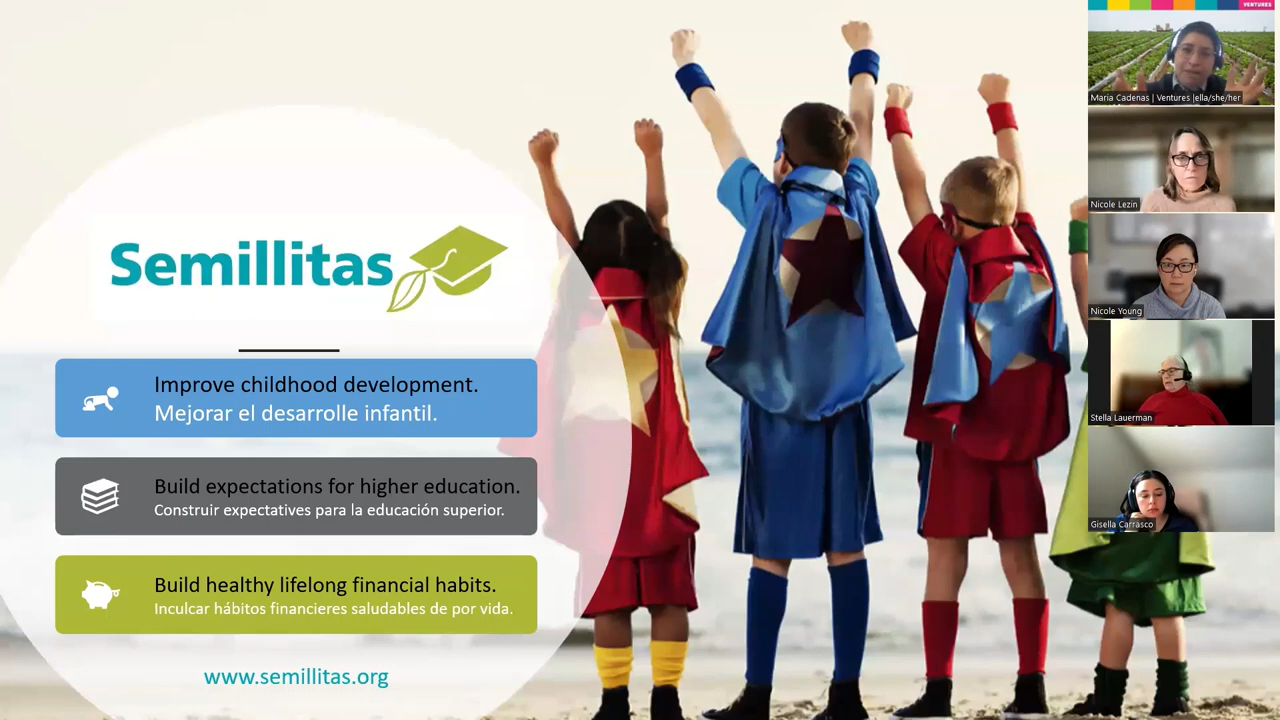 Semillitas
Improve childhood development.
Mejorar el desarrolle infantil.
Build expectations for higher education.
Construir expectatives para la educación superior.
Build healthy lifelong financial habits.
Inculcar hábitos financieres saludables de por vida.
www.semillitas.org
VENTURES
Maria Cadenas | Ventures |ella/she/her
Nicole Lezin
Nicole Young
Stella Lauerman
Gisella Carrasco